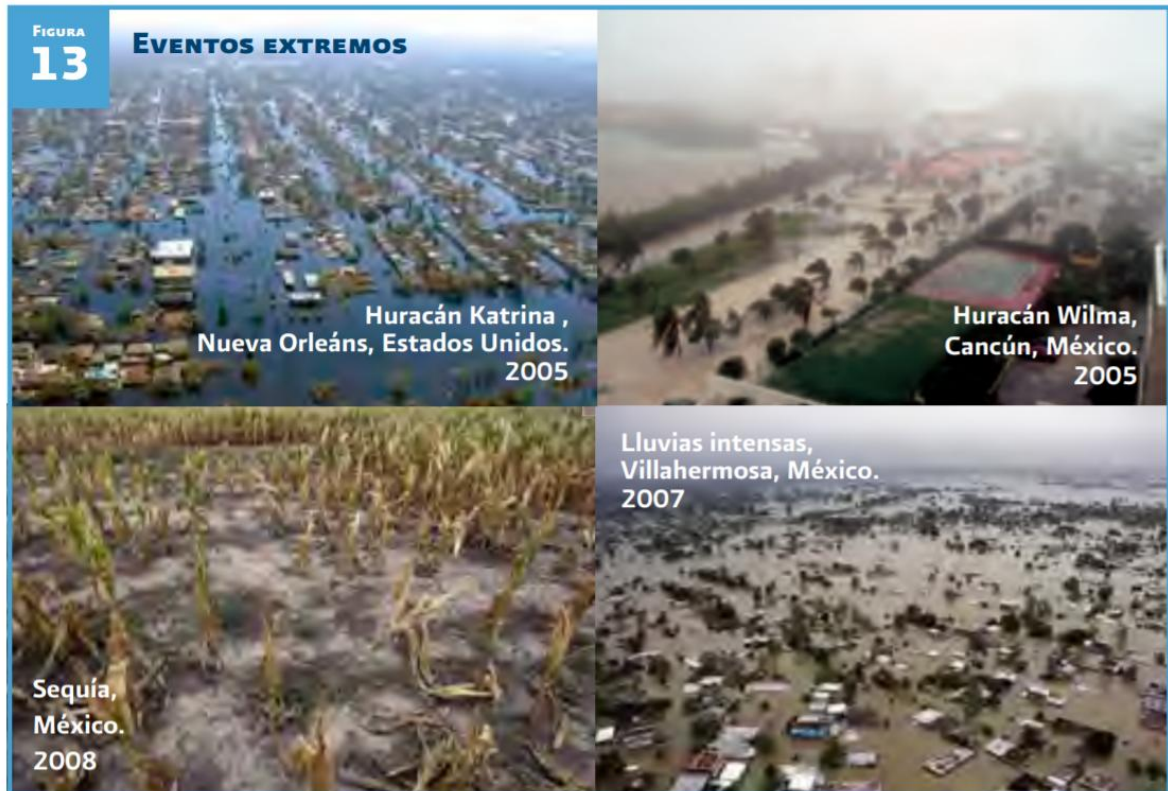 FIGURA
13
EVENTOS EXTREMOS
Huracán Katrina ,
Nueva Orleáns, Estados Unidos.
2005
Huracán Wilma,
Cancún, México.
2005
Sequía,
México.
2008
Lluvias intensas,
Villahermosa, México.
2007